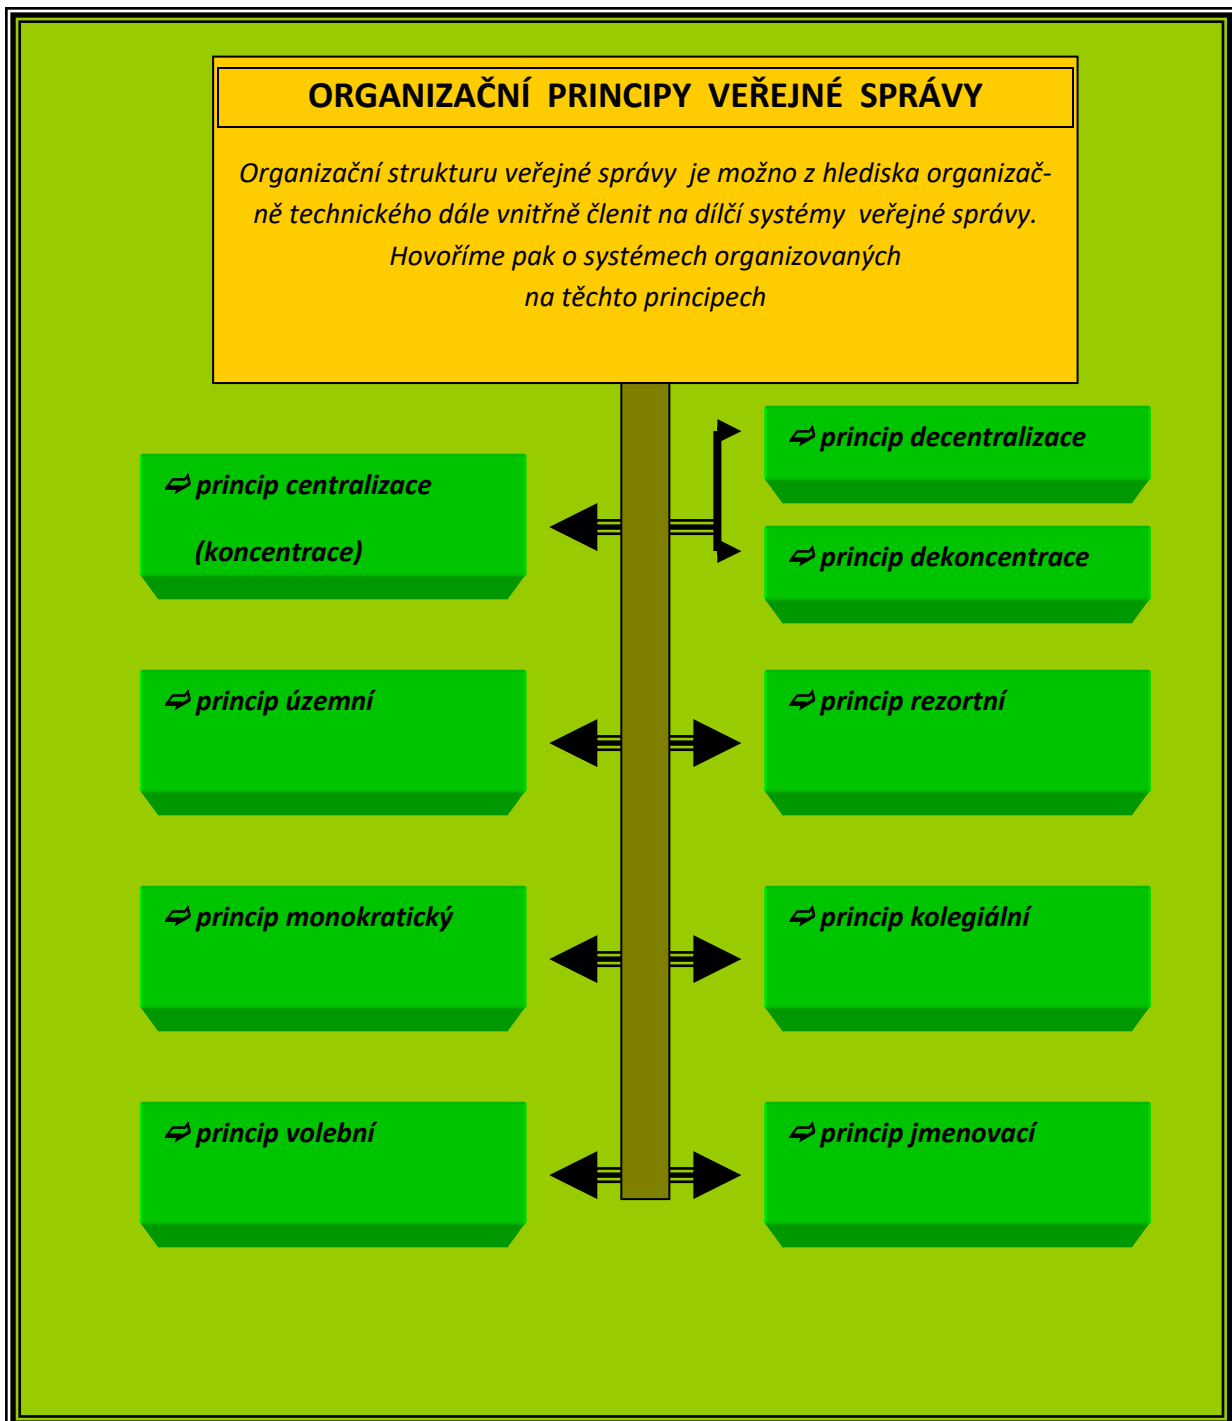 ORGANIZAČNÍ PRINCIPY VEŘEJNÉ SPRÁVY
Organizační strukturu veřejné správy je možno z hlediska organizač-
ně technického dále vnitřně členit na dílčí systémy veřejné správy.
Hovoříme pak o systémech organizovaných
na těchto principech
princip decentralizace
princip centralizace
(koncentrace)
princip dekoncentrace
princip územní
princip rezortní
princip monokratický
princip kolegiální
princip volební
princip jmenovací